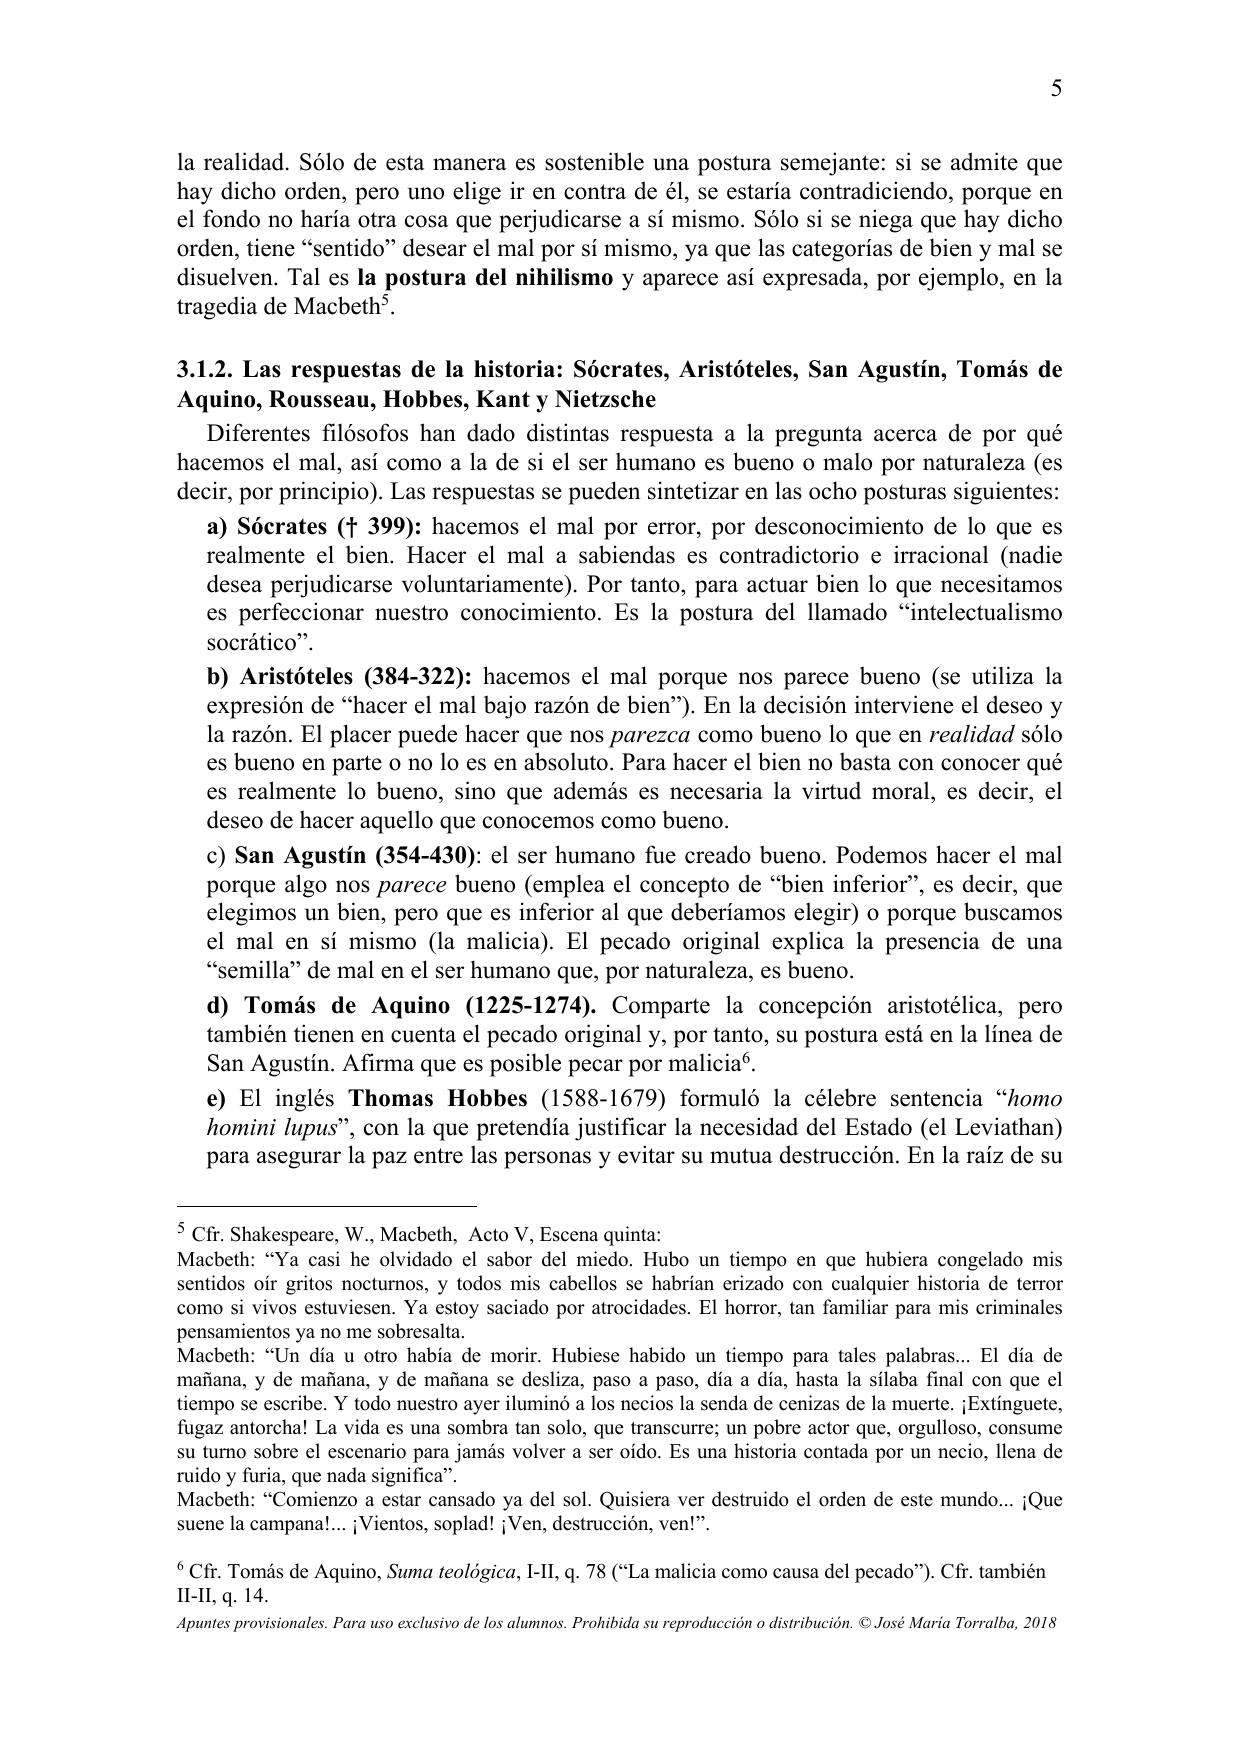 5
la realidad. Sólo de esta manera es sostenible una postura semejante: si se admite que
hay dicho orden, pero uno elige ir en contra de él, se estaría contradiciendo, porque en
el fondo no haría otra cosa que perjudicarse a sí mismo. Sólo si se niega que hay dicho
orden, tiene “sentido” desear el mal por sí mismo, ya que las categorías de bien y mal se
disuelven. Tal es la postura del nihilismo y aparece así expresada, por ejemplo, en la
tragedia de Macbeth5.
3.1.2. Las respuestas de la historia: Sócrates, Aristóteles, San Agustín, Tomás de
Aquino, Rousseau, Hobbes, Kant y Nietzsche
Diferentes filósofos han dado distintas respuesta a la pregunta acerca de por qué
hacemos el mal, así como a la de si el ser humano es bueno o malo por naturaleza (es
decir, por principio). Las respuestas se pueden sintetizar en las ocho posturas siguientes:
a) Sócrates († 399): hacemos el mal por error, por desconocimiento de lo que es
realmente el bien. Hacer el mal a sabiendas es contradictorio e irracional (nadie
desea perjudicarse voluntariamente). Por tanto, para actuar bien lo que necesitamos
es perfeccionar nuestro conocimiento. Es la postura del llamado “intelectualismo
socrático”.
b) Aristóteles (384-322): hacemos el mal porque nos parece bueno (se utiliza la
expresión de “hacer el mal bajo razón de bien”). En la decisión interviene el deseo y
la razón. El placer puede hacer que nos parezca como bueno lo que en realidad sólo
es bueno en parte o no lo es en absoluto. Para hacer el bien no basta con conocer qué
es realmente lo bueno, sino que además es necesaria la virtud moral, es decir, el
deseo de hacer aquello que conocemos como bueno.
c) San Agustín (354-430): el ser humano fue creado bueno. Podemos hacer el mal
porque algo nos parece bueno (emplea el concepto de “bien inferior”, es decir, que
elegimos un bien, pero que es inferior al que deberíamos elegir) o porque buscamos
el mal en sí mismo (la malicia). El pecado original explica la presencia de una
“semilla” de mal en el ser humano que, por naturaleza, es bueno.
d) Tomás de Aquino (1225-1274). Comparte la concepción aristotélica, pero
también tienen en cuenta el pecado original y, por tanto, su postura está en la línea de
San Agustín. Afirma que es posible pecar por malicia6.
e) El inglés Thomas Hobbes (1588-1679) formuló la célebre sentencia “homo
homini lupus”, con la que pretendía justificar la necesidad del Estado (el Leviathan)
para asegurar la paz entre las personas y evitar su mutua destrucción. En la raíz de su
5 Cfr. Shakespeare, W., Macbeth, Acto V, Escena quinta:
Macbeth: “Ya casi he olvidado el sabor del miedo. Hubo un tiempo en que hubiera congelado mis
sentidos oír gritos nocturnos, y todos mis cabellos se habrían erizado con cualquier historia de terror
como si vivos estuviesen. Ya estoy saciado por atrocidades. El horror, tan familiar para mis criminales
pensamientos ya no me sobresalta.
Macbeth: “Un día u otro había de morir. Hubiese habido un tiempo para tales palabras... El día de
mañana, y de mañana, y de mañana se desliza, paso a paso, día a día, hasta la sílaba final con que el
tiempo se escribe. Y todo nuestro ayer iluminó a los necios la senda de cenizas de la muerte. ¡Extínguete,
fugaz antorcha! La vida es una sombra tan solo, que transcurre; un pobre actor que, orgulloso, consume
su turno sobre el escenario para jamás volver a ser oído. Es una historia contada por un necio, llena de
ruido y furia, que nada significa”.
Macbeth: “Comienzo a estar cansado ya del sol. Quisiera ver destruido el orden de este mundo... ¡Que
suene la campana!... ¡Vientos, soplad! ¡Ven, destrucción, ven!”.
6 Cfr. Tomás de Aquino, Suma teológica, I-II, q. 78 (“La malicia como causa del pecado”). Cfr. también
II-II, q. 14.
Apuntes provisionales. Para uso exclusivo de los alumnos. Prohibida su reproducción o distribución. © José María Torralba, 2018